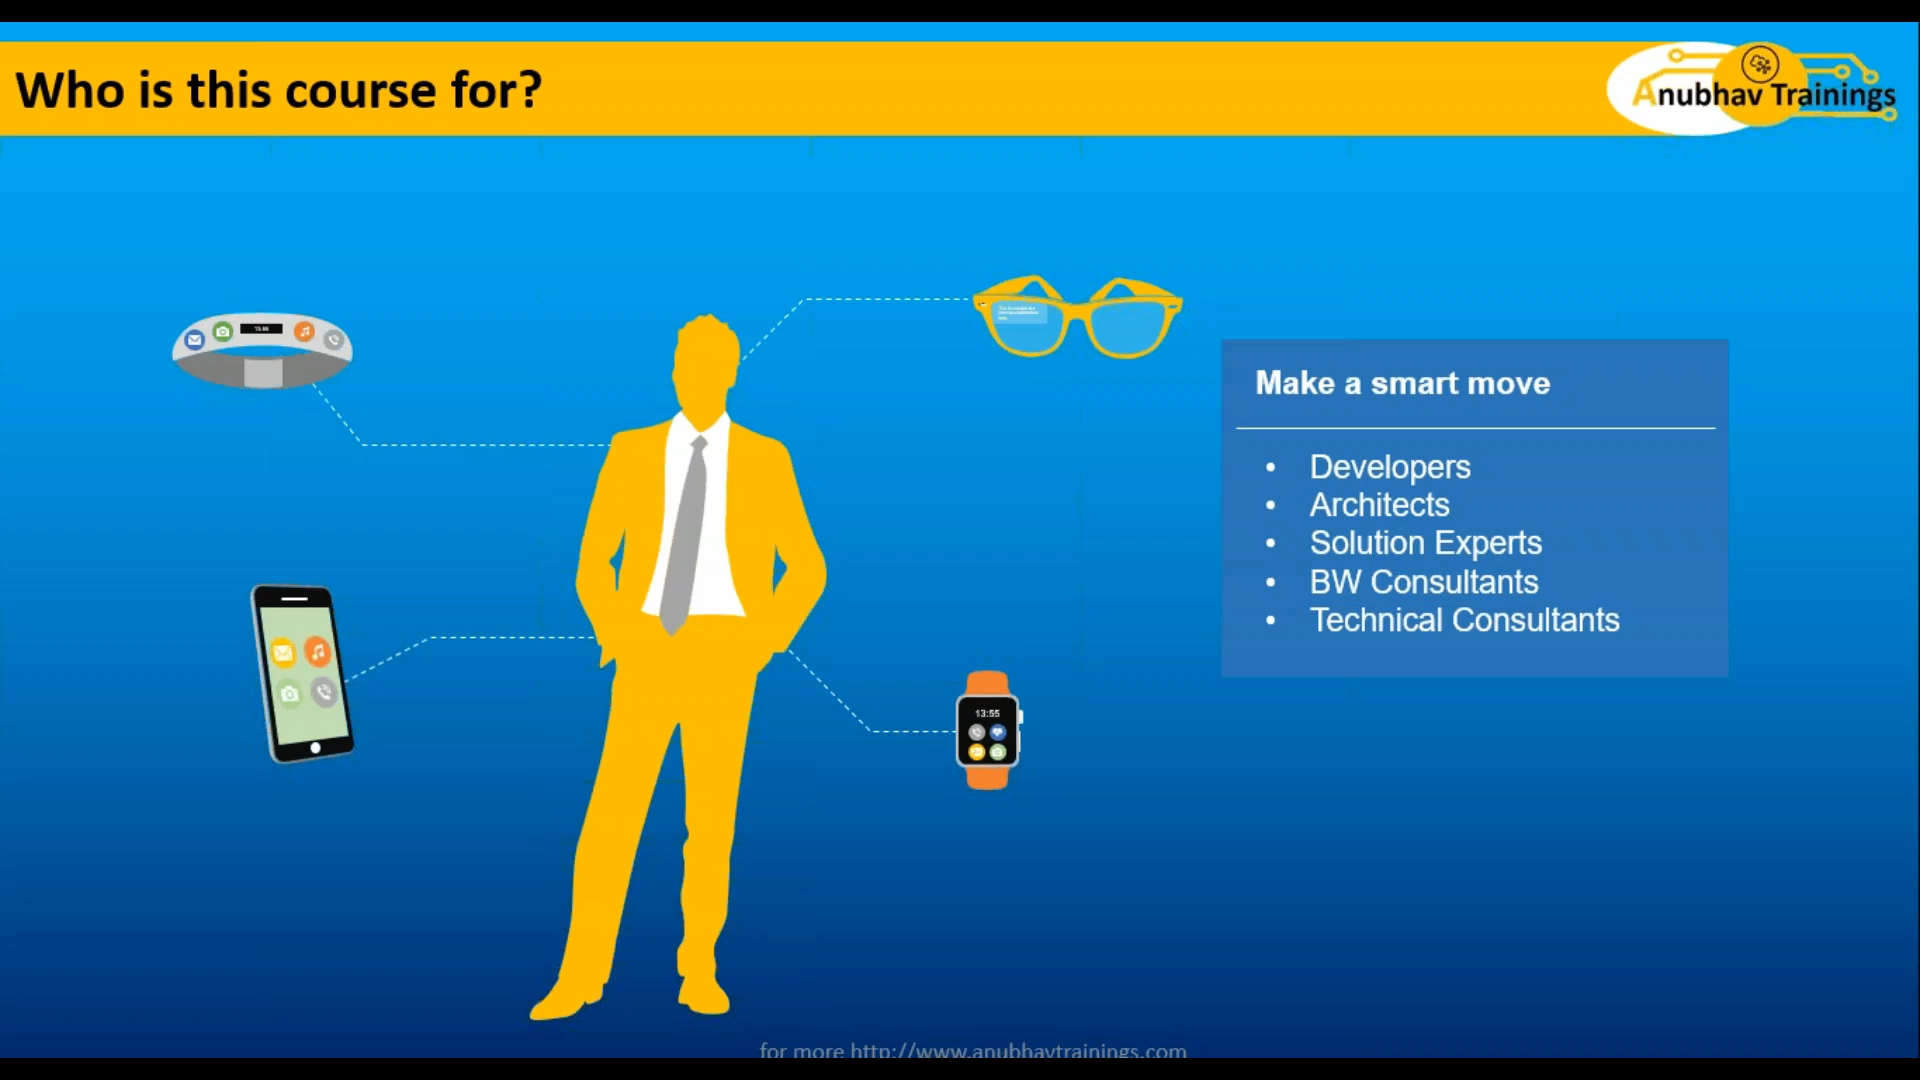 Who is this course for?
Anubhav Trainings
Make a smart move
• Developers
• Architects
• Solution Experts
• BW Consultants
• Technical Consultants
13:55
for more http://www.anubhavtrainings.com